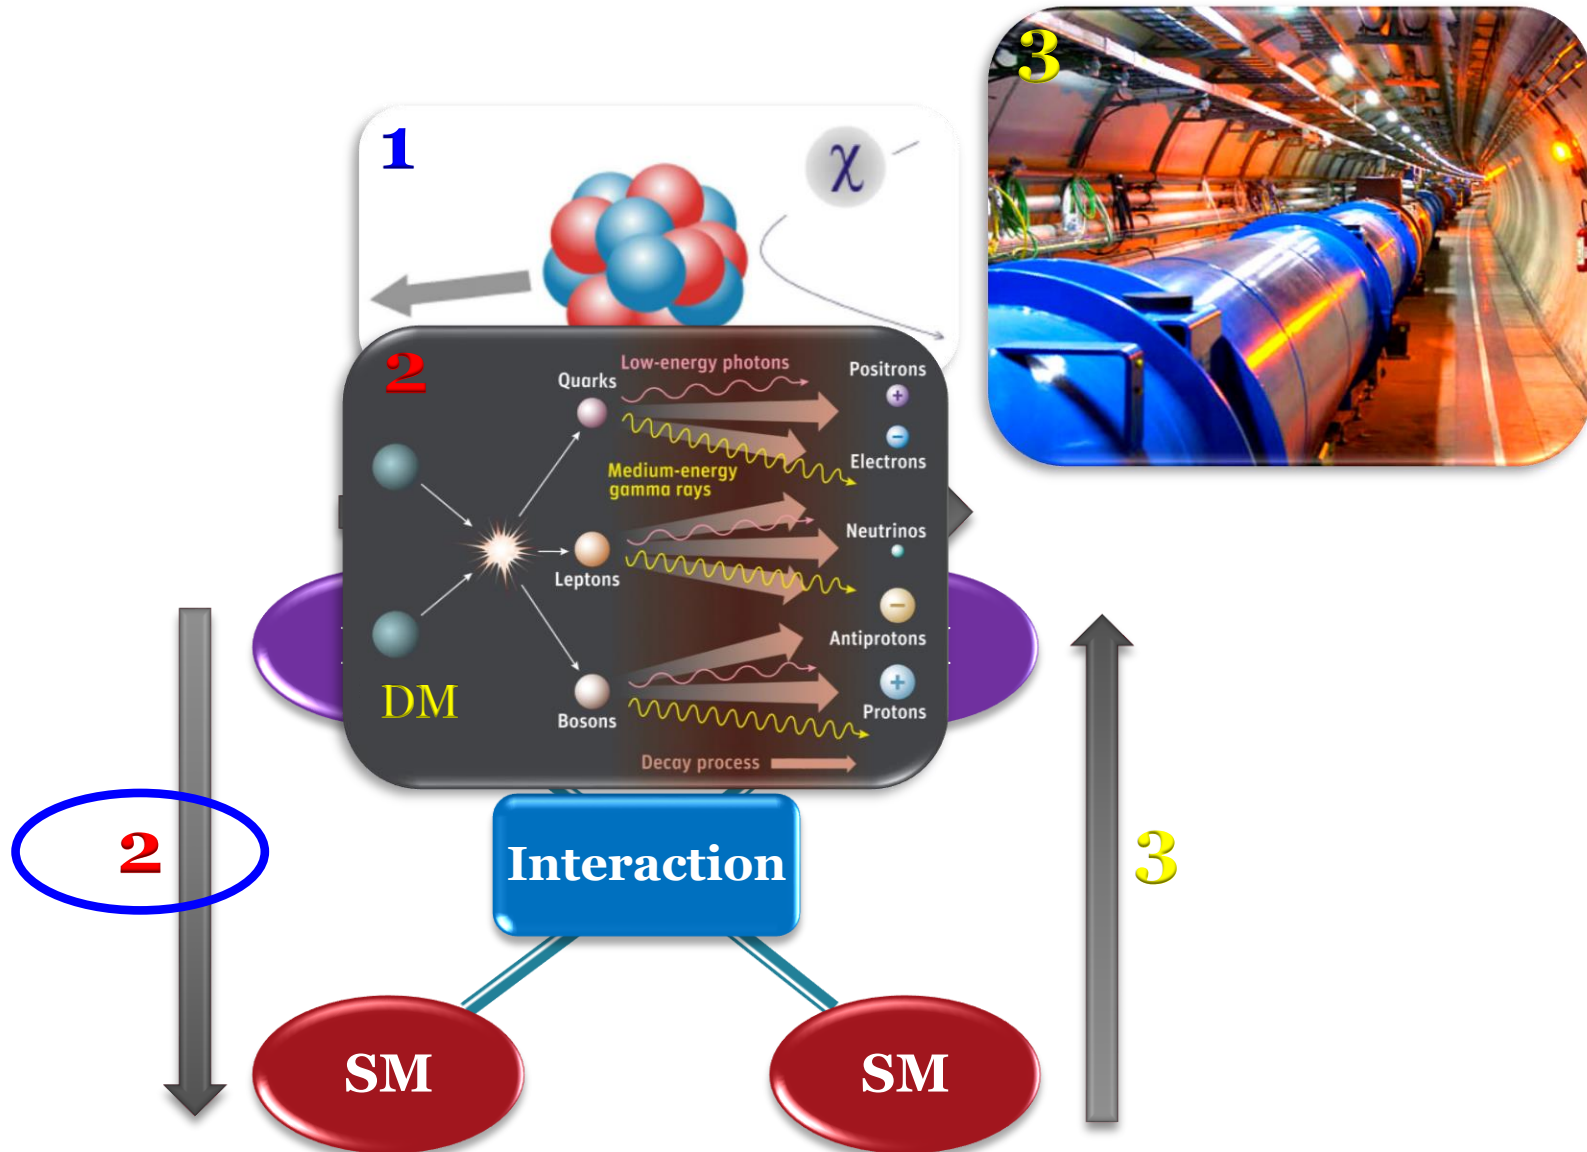 3
1
χ
2
Low-energy photons
Quarks
Positrons
+
−
Electrons
Medium-energy
gamma rays
Neutrinos
Leptons
−
Antiprotons
DM
+
Protons
Bosons
Decay process
2
Interaction
3
SM
SM